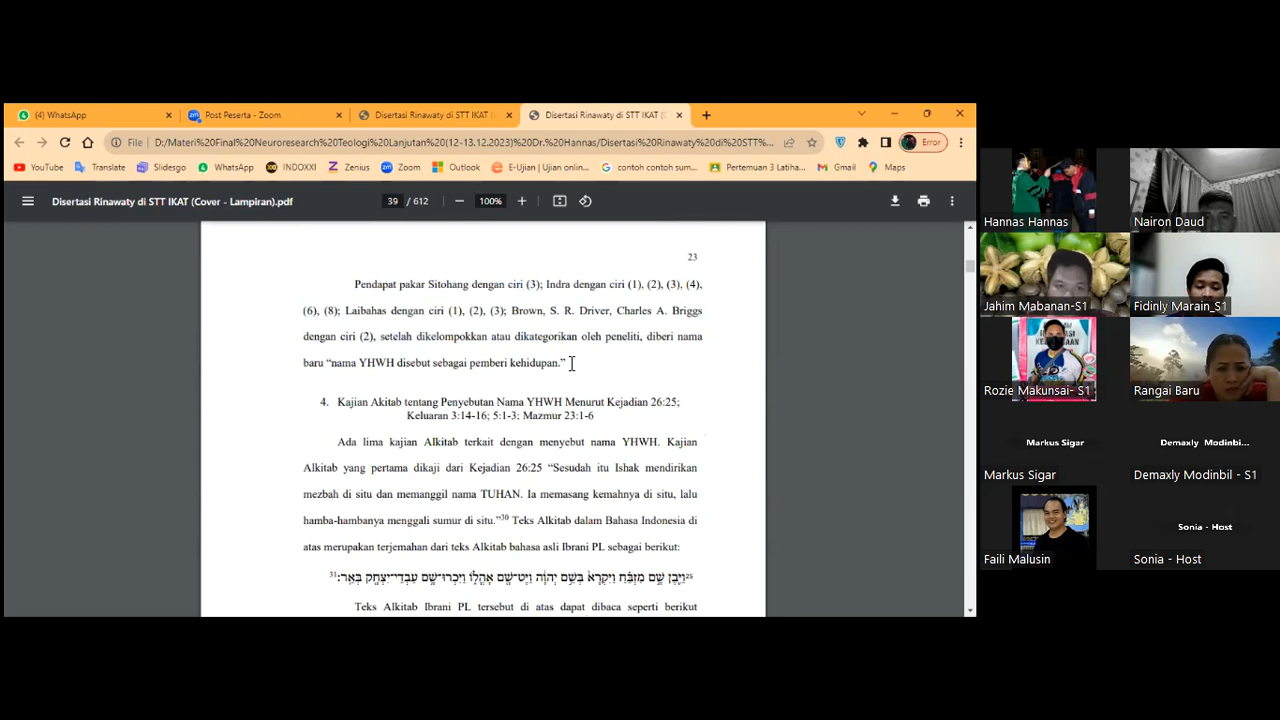 (4) WhatsApp
Post Peserta - Zoom
Disertasi Rinawaty di STT IKAT (
Disertasi Rinawaty di STT IKAT (C
File D:/Materi%20Final%20Neuroresearch%20Teologi%20Lanjutan%20(12-13.12.2023)%20Dr.Hannas/Disertasi%20Rinawaty%20di%20STT%... Error
YouTube Translate Slidesgo WhatsApp INDOXXI Zenius Zoom Outlook E-Ujian | Ujian onlin... contoh contoh sum... Pertemuan 3 Latiha... Gmail Maps
Disertasi Rinawaty di STT IKAT (Cover - Lampiran).pdf 39 / 612 100%
23
Pendapat pakar Sitohang dengan ciri (3); Indra dengan ciri (1), (2), (3), (4),
(6), (8); Laibahas dengan ciri (1), (2), (3); Brown, S. R. Driver, Charles A. Briggs
dengan ciri (2), setelah dikelompokkan atau dikategorikan oleh peneliti, diberi nama
baru “nama YHWH disebut sebagai pemberi kehidupan.”
4. Kajian Akitab tentang Penyebutan Nama YHWH Menurut Kejadian 26:25;
Keluaran 3:14-16; 5:1-3; Mazmur 23:1-6
Ada lima kajian Alkitab terkait dengan menyebut nama YHWH. Kajian
Alkitab yang pertama dikaji dari Kejadian 26:25 “Sesudah itu Ishak mendirikan
mezbah di situ dan memanggil nama TUHAN. Ia memasang kemahnya di situ, lalu
hamba-hambanya menggali sumur di situ.”30 Teks Alkitab dalam Bahasa Indonesia di
atas merupakan terjemahan dari teks Alkitab bahasa asli Ibrani PL sebagai berikut:
25וַיִּ֧בֶן שָׁ֣ם מִזְבֵּ֗חַ וַיִּקְרָא֙ בְּשֵׁ֣ם יְהוָ֔ה וַיֶּט־שָׁ֖ם אָהֳל֑וֹ וַיִּכְרוּ־שָׁ֥ם עַבְדֵי־יִצְחָ֖ק בְּאֵֽר׃31
Teks Alkitab Ibrani PL tersebut di atas dapat dibaca seperti berikut
Hannas Hannas
Nairon Daud
Jahim Mabanan-S1
Fidinly Marain_S1
Rozie Makunsai- S1
Rangai Baru
Markus Sigar
Demaxly Modinbil...
Markus Sigar
Demaxly Modinbil - S1
Sonia - Host
Faili Malusin
Sonia - Host